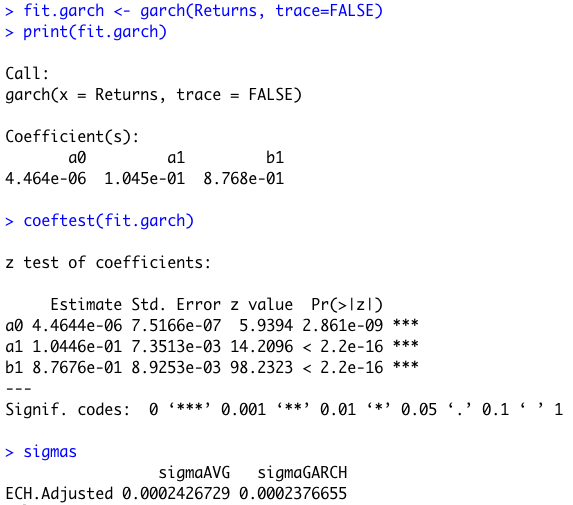 > fit.garch <- garch(Returns, trace=FALSE)
> print(fit.garch)
Call:
garch(x = Returns, trace = FALSE)
Coefficient(s):
       a0         a1         b1
4.464e-06  1.045e-01  8.768e-01
> coeftest(fit.garch)
z test of coefficients:
     Estimate Std. Error z value  Pr(>|z|)
a0 4.4644e-06 7.5166e-07  5.9394 2.861e-09 ***
a1 1.0446e-01 7.3513e-03 14.2096 < 2.2e-16 ***
b1 8.7676e-01 8.9253e-03 98.2323 < 2.2e-16 ***
---
Signif. codes:  0 ‘***’ 0.001 ‘**’ 0.01 ‘*’ 0.05 ‘.’ 0.1 ‘ ’ 1
> sigmas
                 sigmaAVG   sigmaGARCH
ECH.Adjusted 0.0002426729 0.0002376655